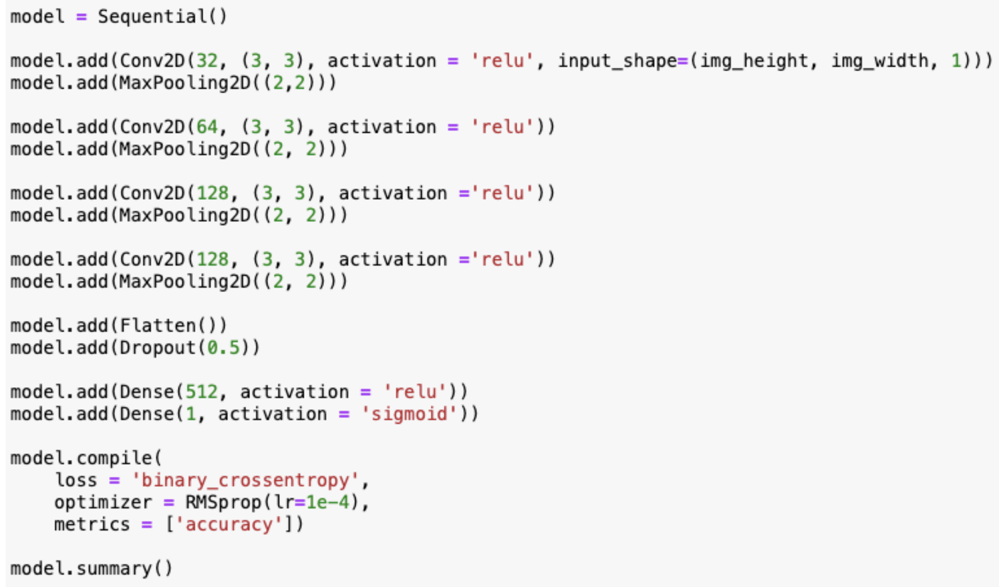 model = Sequential()
model.add(Conv2D(32, (3, 3), activation = 'relu', input_shape=(img_height, img_width, 1)))
model.add(MaxPooling2D((2,2)))
model.add(Conv2D(64, (3, 3), activation = 'relu'))
model.add(MaxPooling2D((2, 2)))
model.add(Conv2D(128, (3, 3), activation ='relu'))
model.add(MaxPooling2D((2, 2)))
model.add(Conv2D(128, (3, 3), activation ='relu'))
model.add(MaxPooling2D((2, 2)))
model.add(Flatten())
model.add(Dropout(0.5))
model.add(Dense(512, activation = 'relu'))
model.add(Dense(1, activation = 'sigmoid'))
model.compile(
    loss = 'binary_crossentropy',
    optimizer = RMSprop(lr=1e-4),
    metrics = ['accuracy'])
model.summary()